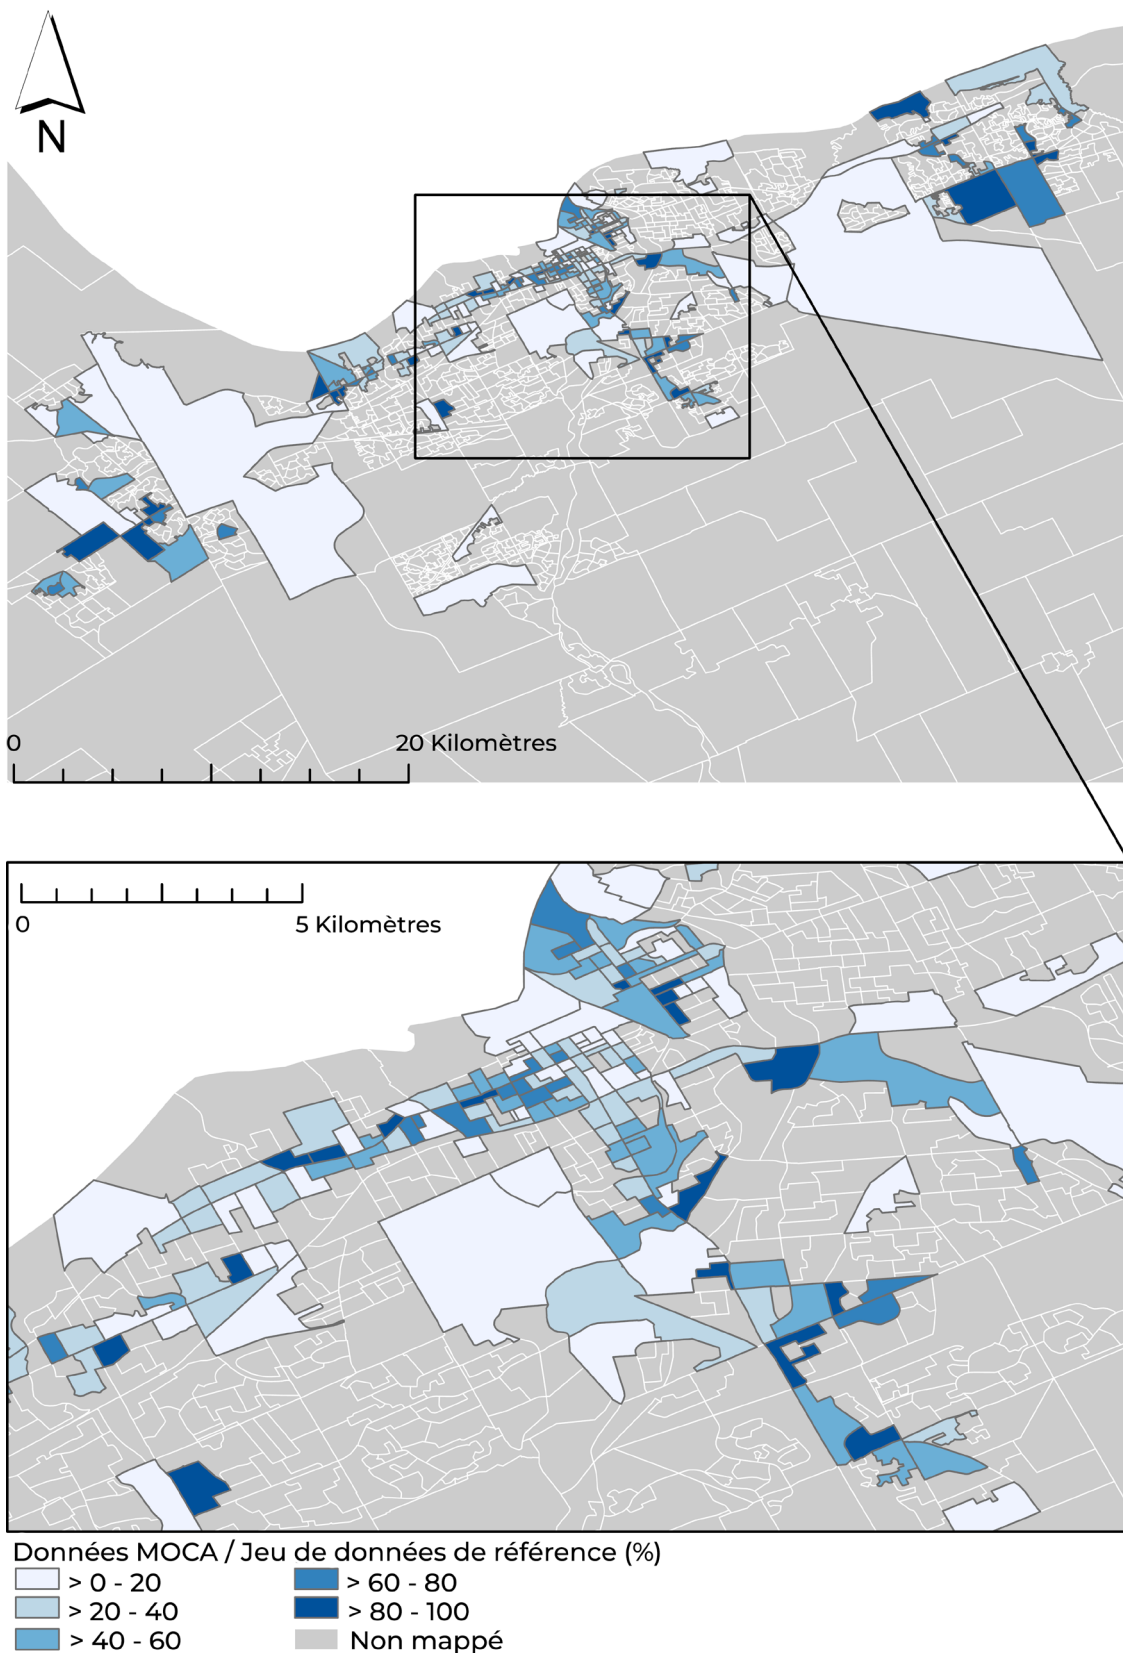 N
0 20 Kilomètres
0 5 Kilomètres
Données MOCA / Jeu de données de référence (%)
> 0 - 20 > 60 - 80
> 20 - 40 > 80 - 100
> 40 - 60 Non mappé